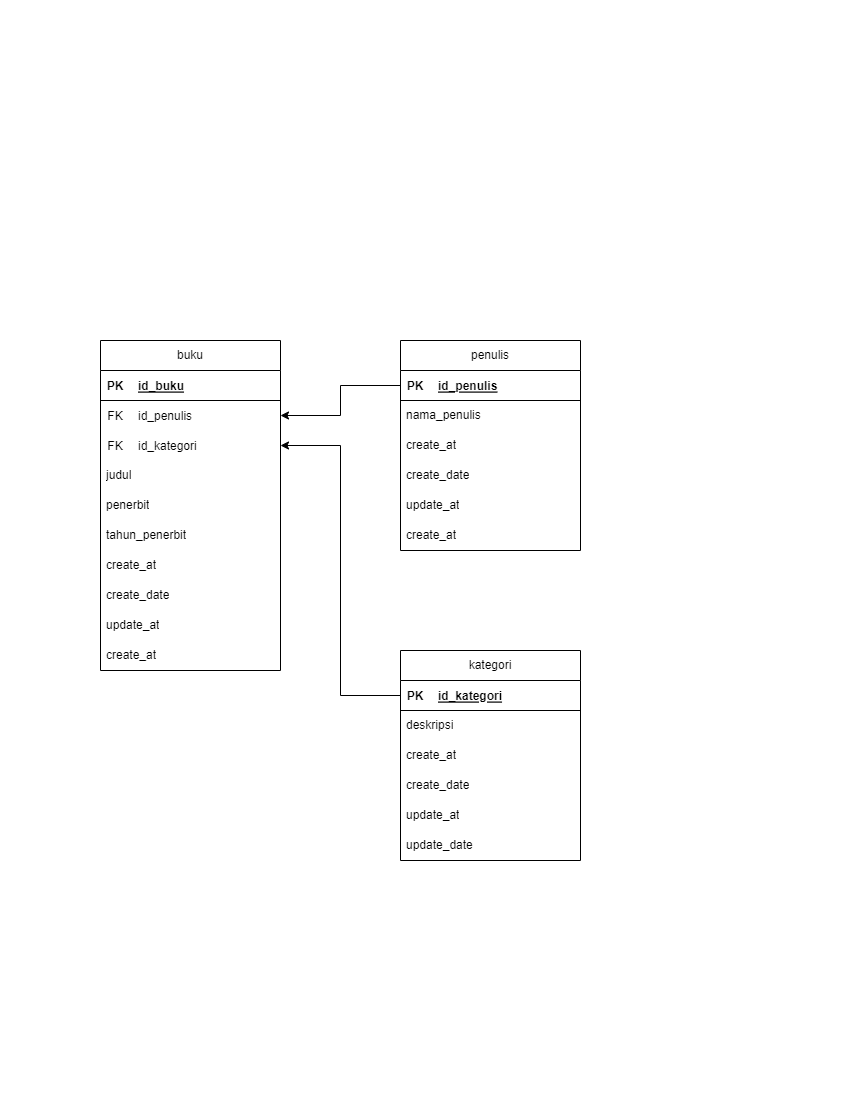 buku
PK id_buku
FK id_penulis
FK id_kategori
judul
penerbit
tahun_penerbit
create_at
create_date
update_at
create_at
penulis
PK id_penulis
nama_penulis
create_at
create_date
update_at
create_at
kategori
PK id_kategori
deskripsi
create_at
create_date
update_at
update_date